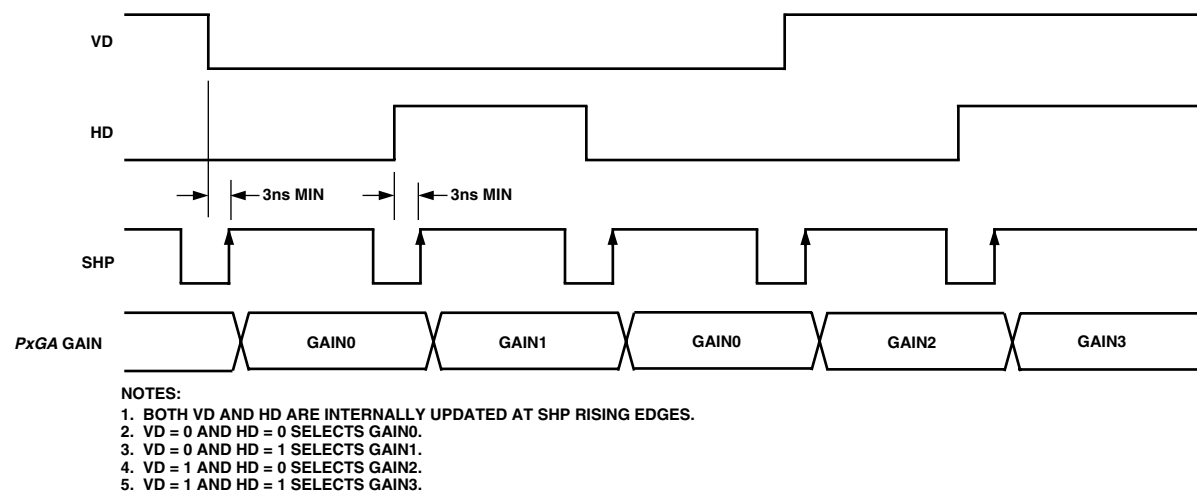 VD
HD
3ns MIN
3ns MIN
SHP
PxGA GAIN
GAIN0
GAIN1
GAIN0
GAIN2
GAIN3
NOTES:
1. BOTH VD AND HD ARE INTERNALLY UPDATED AT SHP RISING EDGES.
2. VD = 0 AND HD = 0 SELECTS GAIN0.
3. VD = 0 AND HD = 1 SELECTS GAIN1.
4. VD = 1 AND HD = 0 SELECTS GAIN2.
5. VD = 1 AND HD = 1 SELECTS GAIN3.